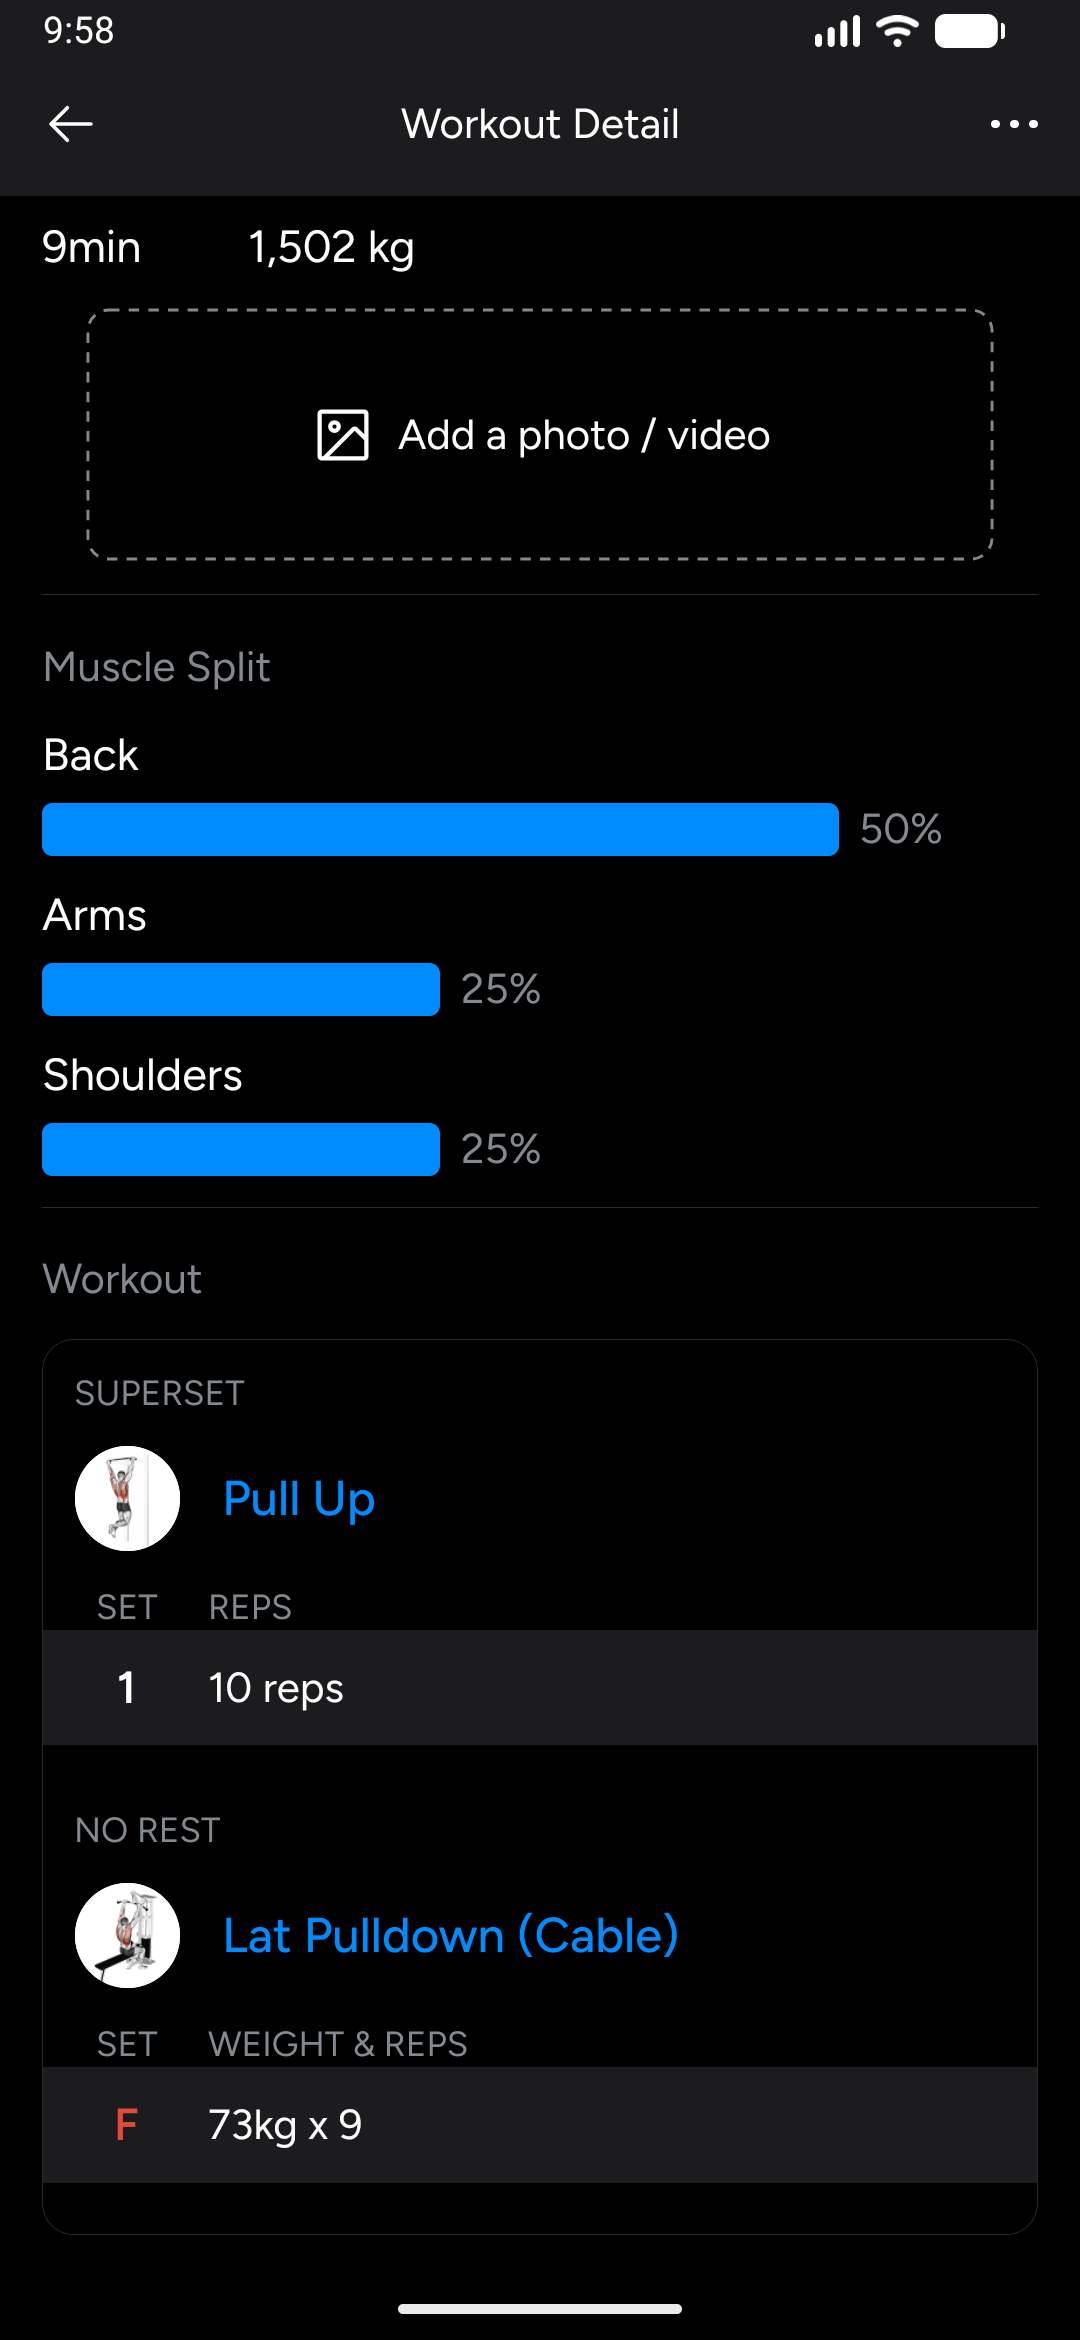 9:58
Workout Detail
9min 1,502 kg
Add a photo / video
Muscle Split
Back
50%
Arms
25%
Shoulders
25%
Workout
SUPERSET
Pull Up
SET REPS
1 10 reps
NO REST
Lat Pulldown (Cable)
SET WEIGHT & REPS
F 73kg x 9